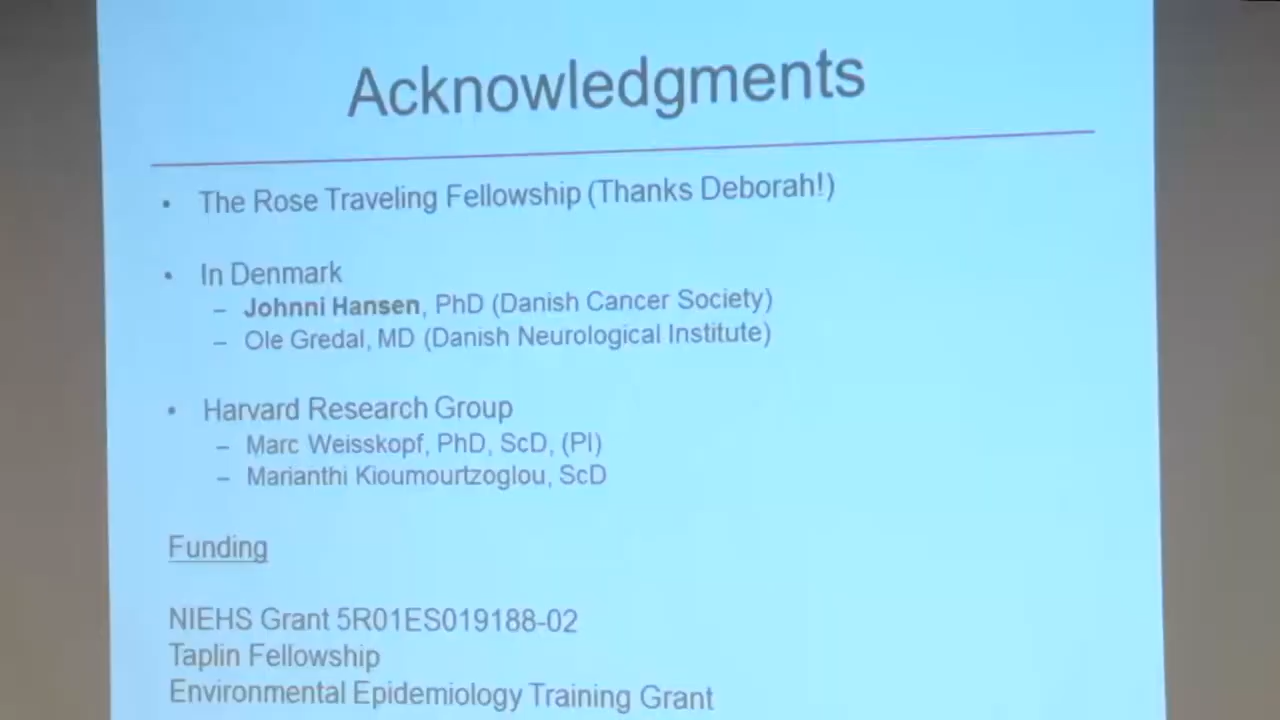 Acknowledgments
• The Rose Traveling Fellowship (Thanks Deborah!)
• In Denmark
– Johnni Hansen, PhD (Danish Cancer Society)
– Ole Gredal, MD (Danish Neurological Institute)
• Harvard Research Group
– Marc Weisskopf, PhD, ScD, (PI)
– Marianthi Kioumourtzoglou, ScD
Funding
NIEHS Grant 5R01ES019188-02
Taplin Fellowship
Environmental Epidemiology Training Grant